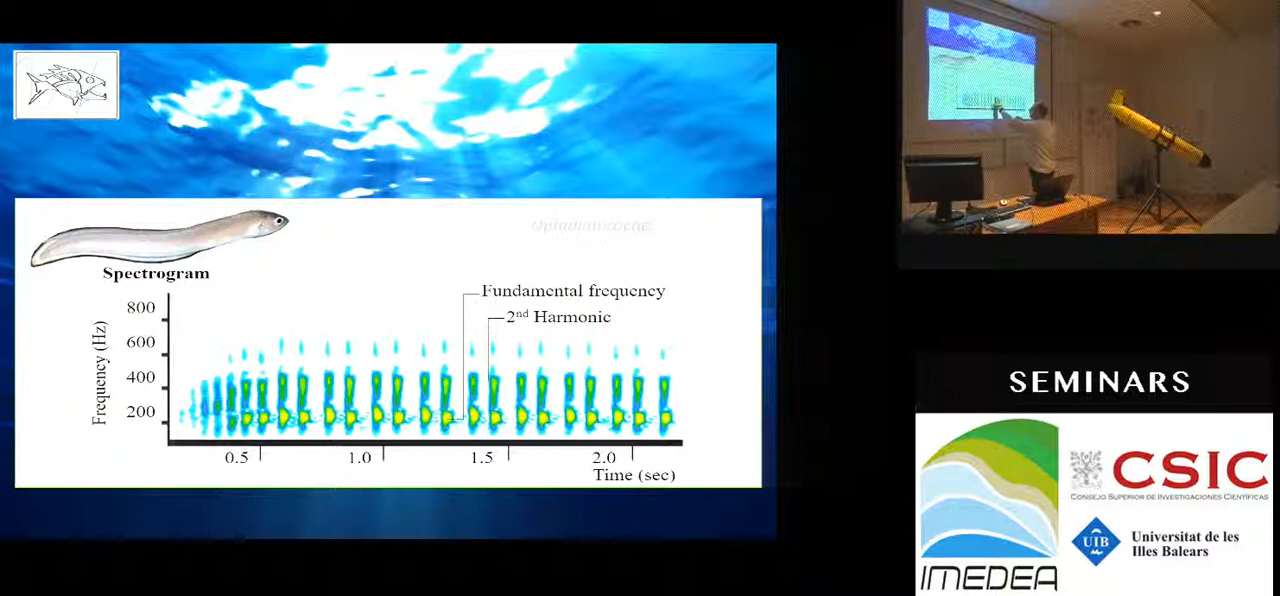 Spectrogram
Fundamental frequency
2nd Harmonic
Frequency (Hz)
800
600
400
200
0.5
1.0
1.5
2.0
Time (sec)
SEMINARS
CSIC
CONSEJO SUPERIOR DE INVESTIGACIONES CIENTÍFICAS
UIB
Universitat de les
Illes Balears
IMEDEA